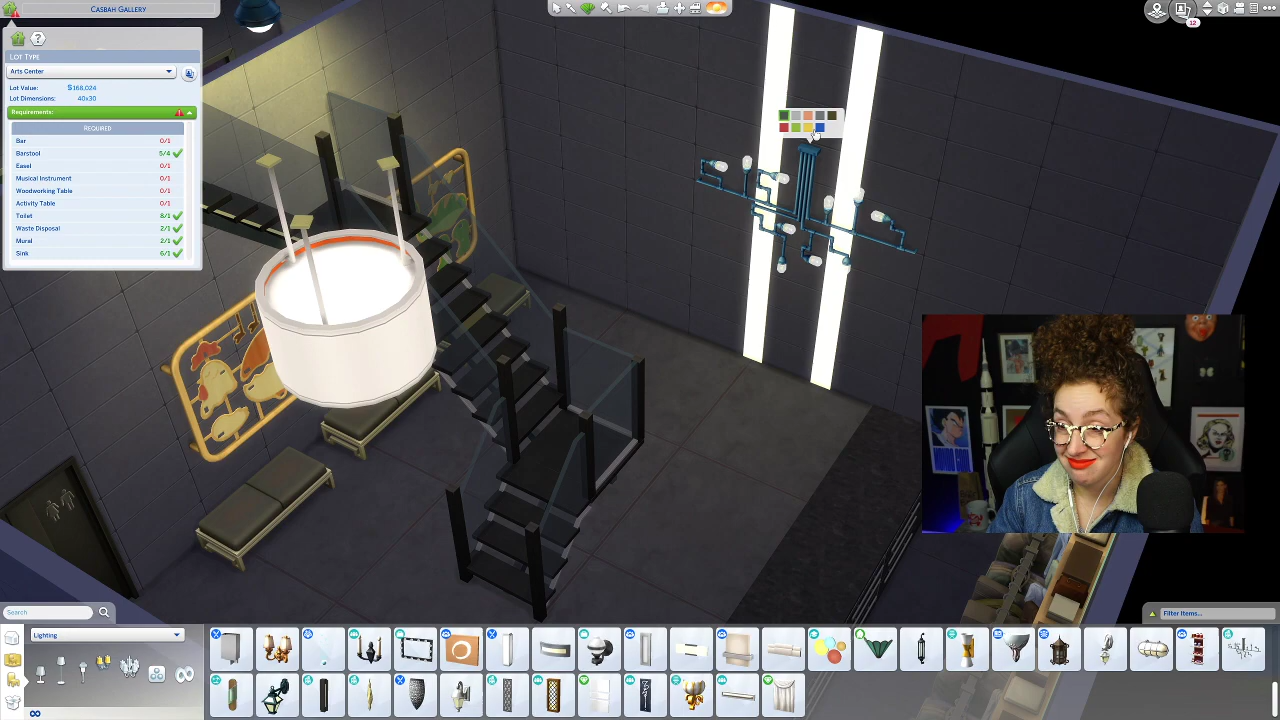 CASBAH GALLERY
12
?
LOT TYPE
Arts Center
Lot Value: $168,024
Lot Dimensions: 40x30
Requirements:
REQUIRED
Bar 0/1
Barstool 5/4
Easel 0/1
Musical Instrument 0/1
Woodworking Table 0/1
Activity Table 0/1
Toilet 8/1
Waste Disposal 2/1
Mural 2/1
Sink 6/1
Search
Filter Items...
Lighting